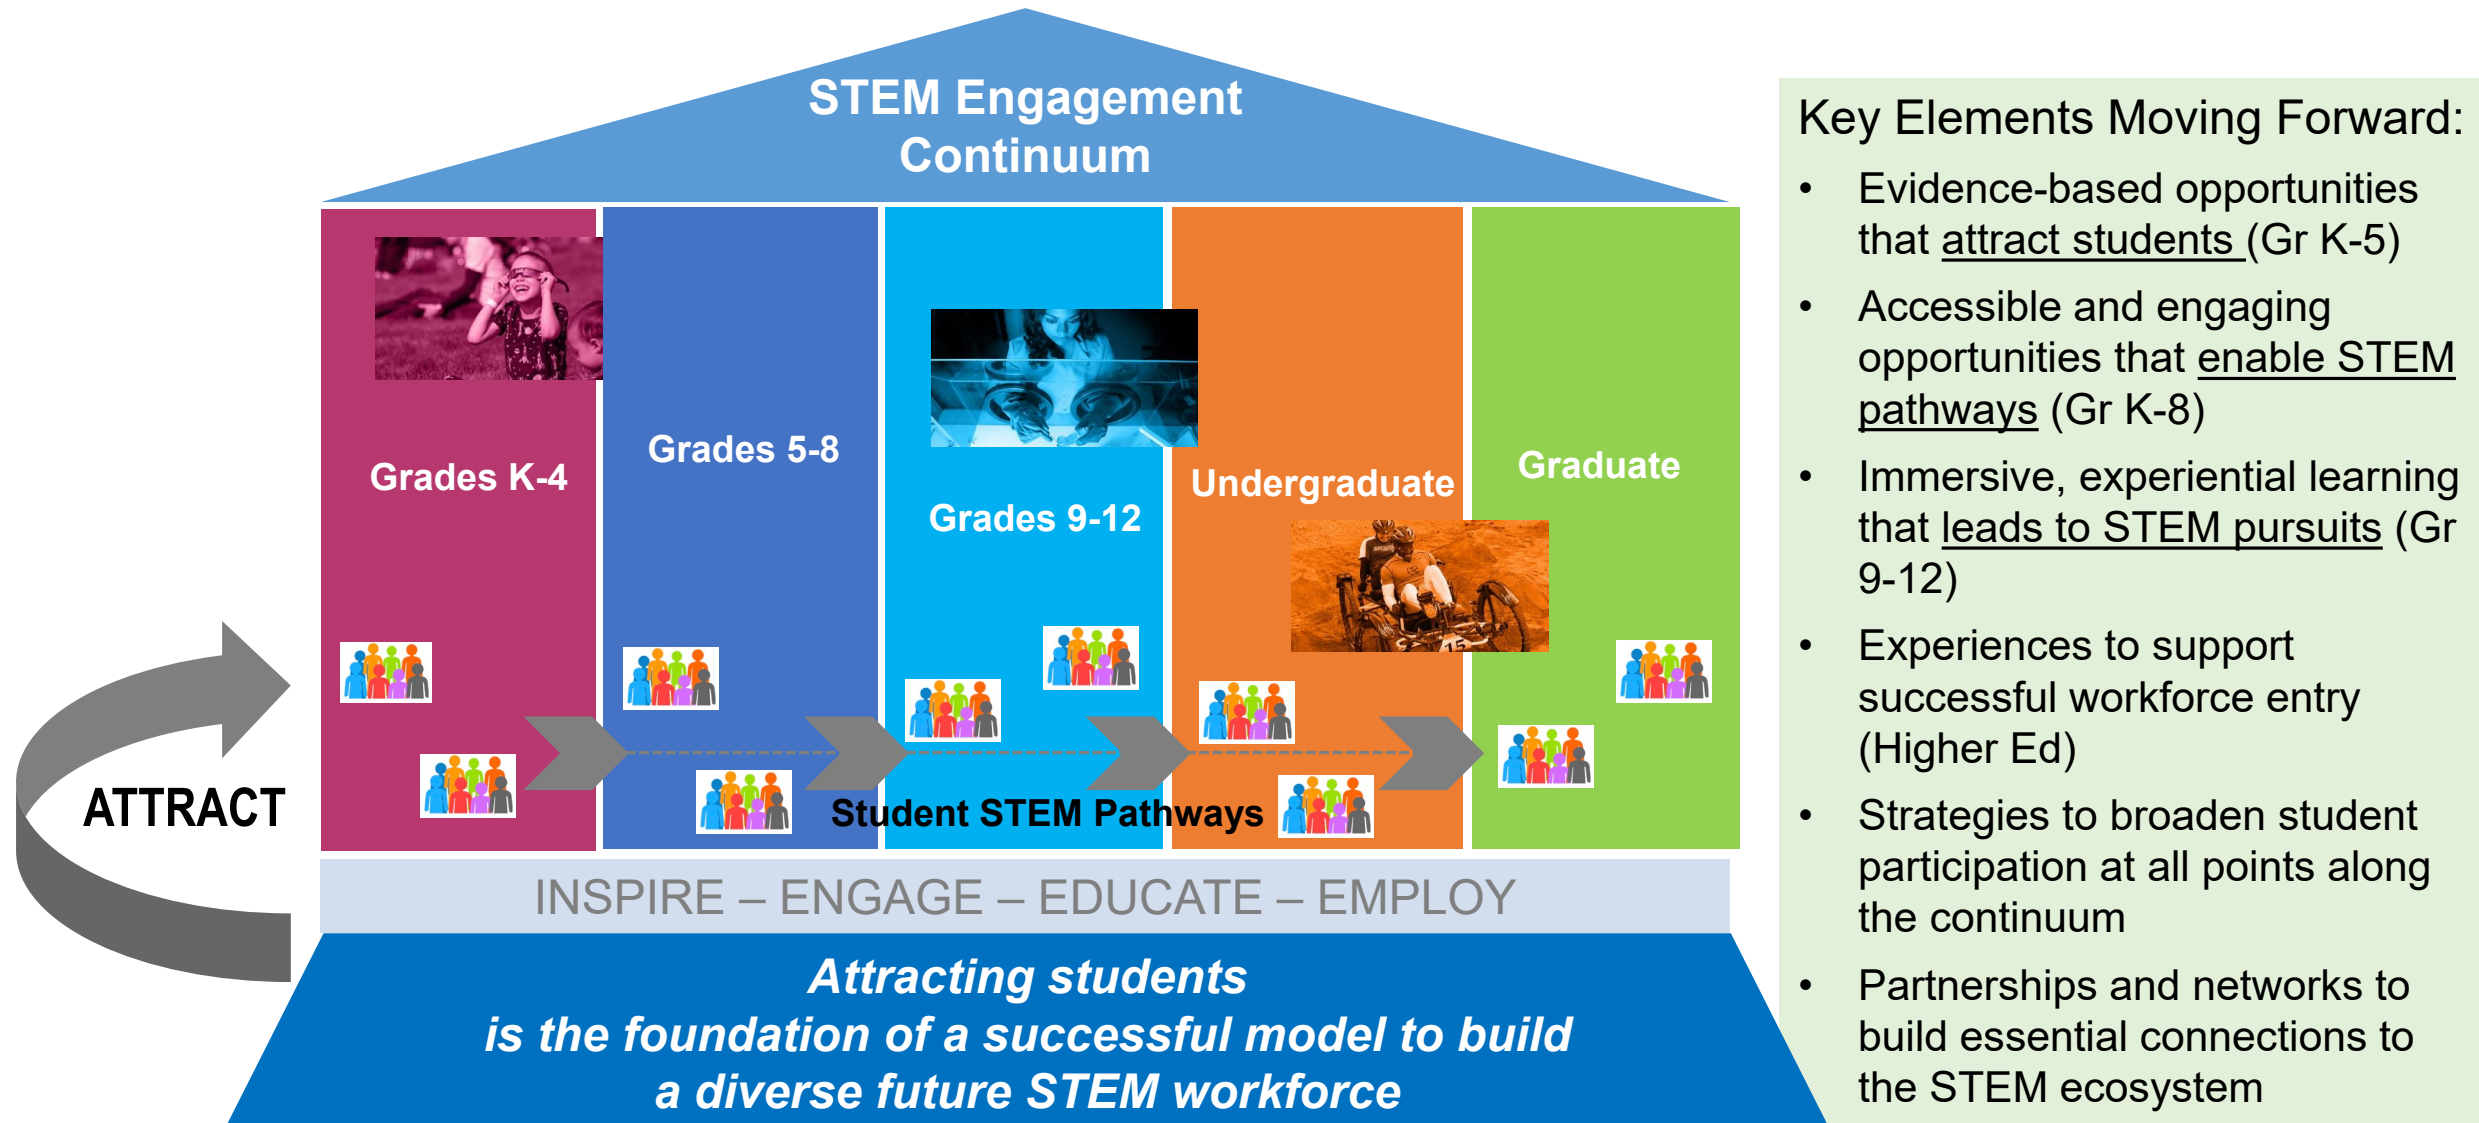 STEM Engagement
Continuum
Grades K-4
Grades 5-8
Grades 9-12
Undergraduate
Graduate
15
ATTRACT
Student STEM Pathways
INSPIRE – ENGAGE – EDUCATE – EMPLOY
Attracting students
is the foundation of a successful model to build
a diverse future STEM workforce
Key Elements Moving Forward:
• Evidence-based opportunities
that attract students (Gr K-5)
• Accessible and engaging
opportunities that enable STEM
pathways (Gr K-8)
• Immersive, experiential learning
that leads to STEM pursuits (Gr
9-12)
• Experiences to support
successful workforce entry
(Higher Ed)
• Strategies to broaden student
participation at all points along
the continuum
• Partnerships and networks to
build essential connections to
the STEM ecosystem